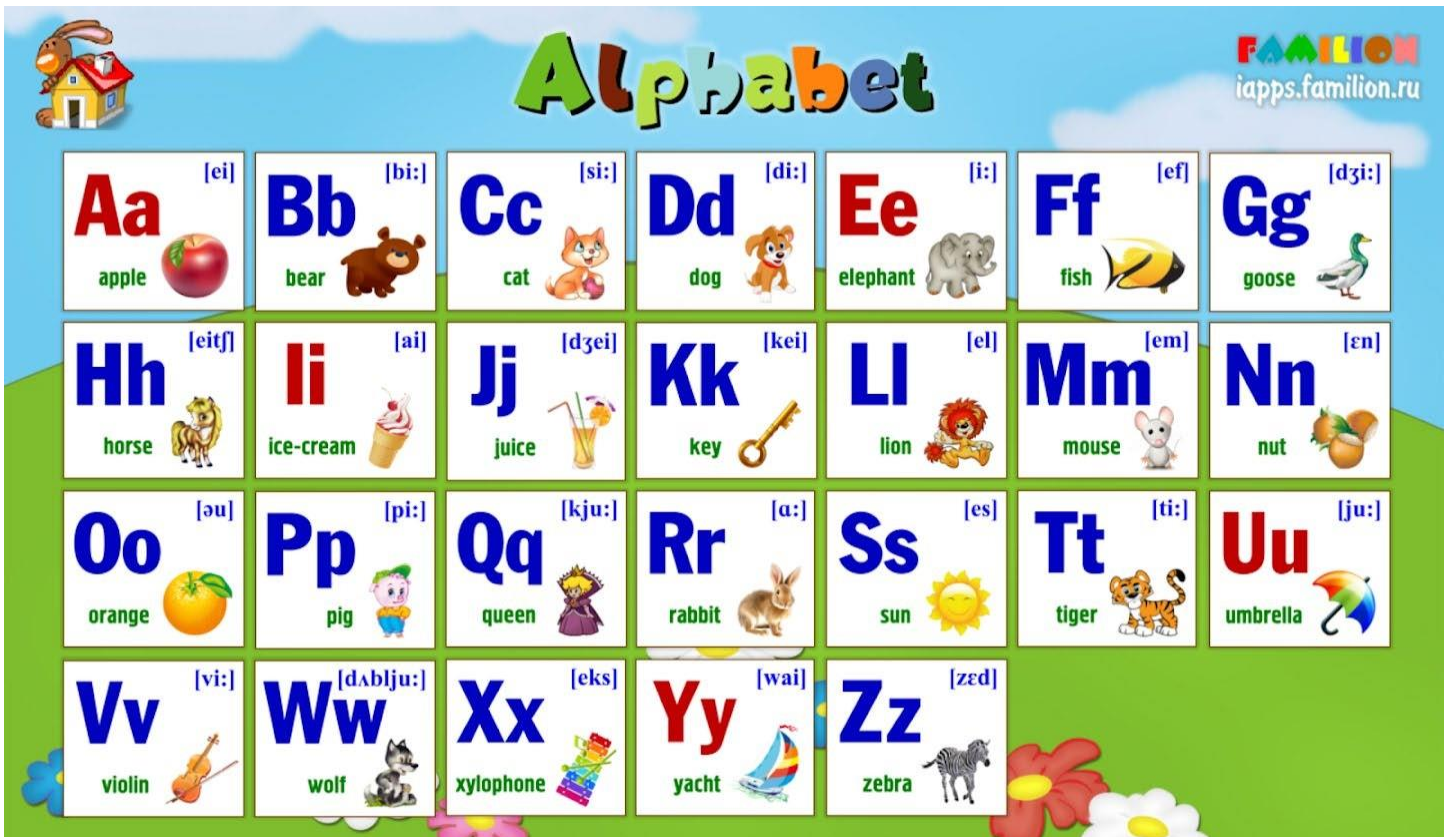 Alphabet
FAMILION
iapps.familion.ru
Aa [ei]
apple
Bb [bi:]
bear
Cc [si:]
cat
Dd [di:]
dog
Ee [i:]
elephant
Ff [ef]
fish
Gg [dʒi:]
goose
Hh [eitʃ]
horse
Ii [ai]
ice-cream
Jj [dʒei]
juice
Kk [kei]
key
Ll [el]
lion
Mm [em]
mouse
Nn [ɛn]
nut
Oo [əu]
orange
Pp [pi:]
pig
Qq [kju:]
queen
Rr [ɑ:]
rabbit
Ss [es]
sun
Tt [ti:]
tiger
Uu [ju:]
umbrella
Vv [vi:]
violin
Ww [dʌblju:]
wolf
Xx [eks]
xylophone
Yy [wai]
yacht
Zz [zɛd]
zebra